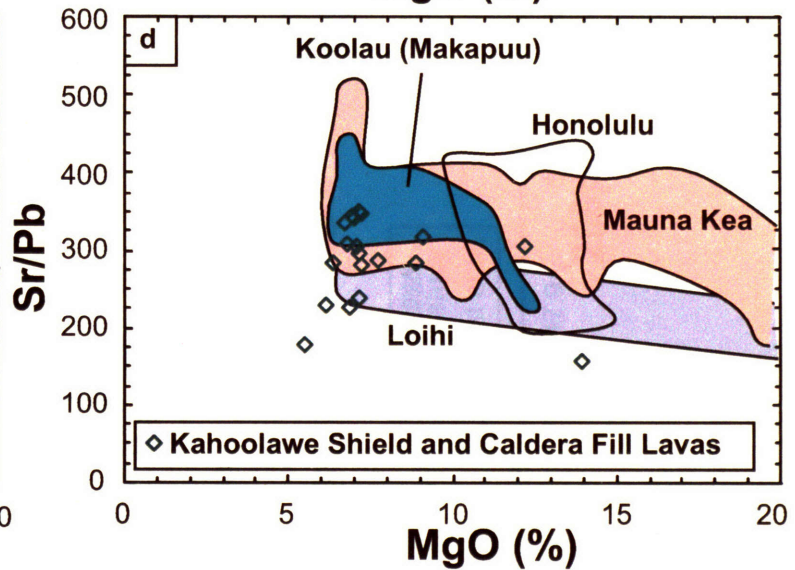 d
Koolau (Makapuu)
Honolulu
Mauna Kea
Loihi
Kahoolawe Shield and Caldera Fill Lavas
Sr/Pb
600
500
400
300
200
100
0
0
0
5
10
15
20
MgO (%)